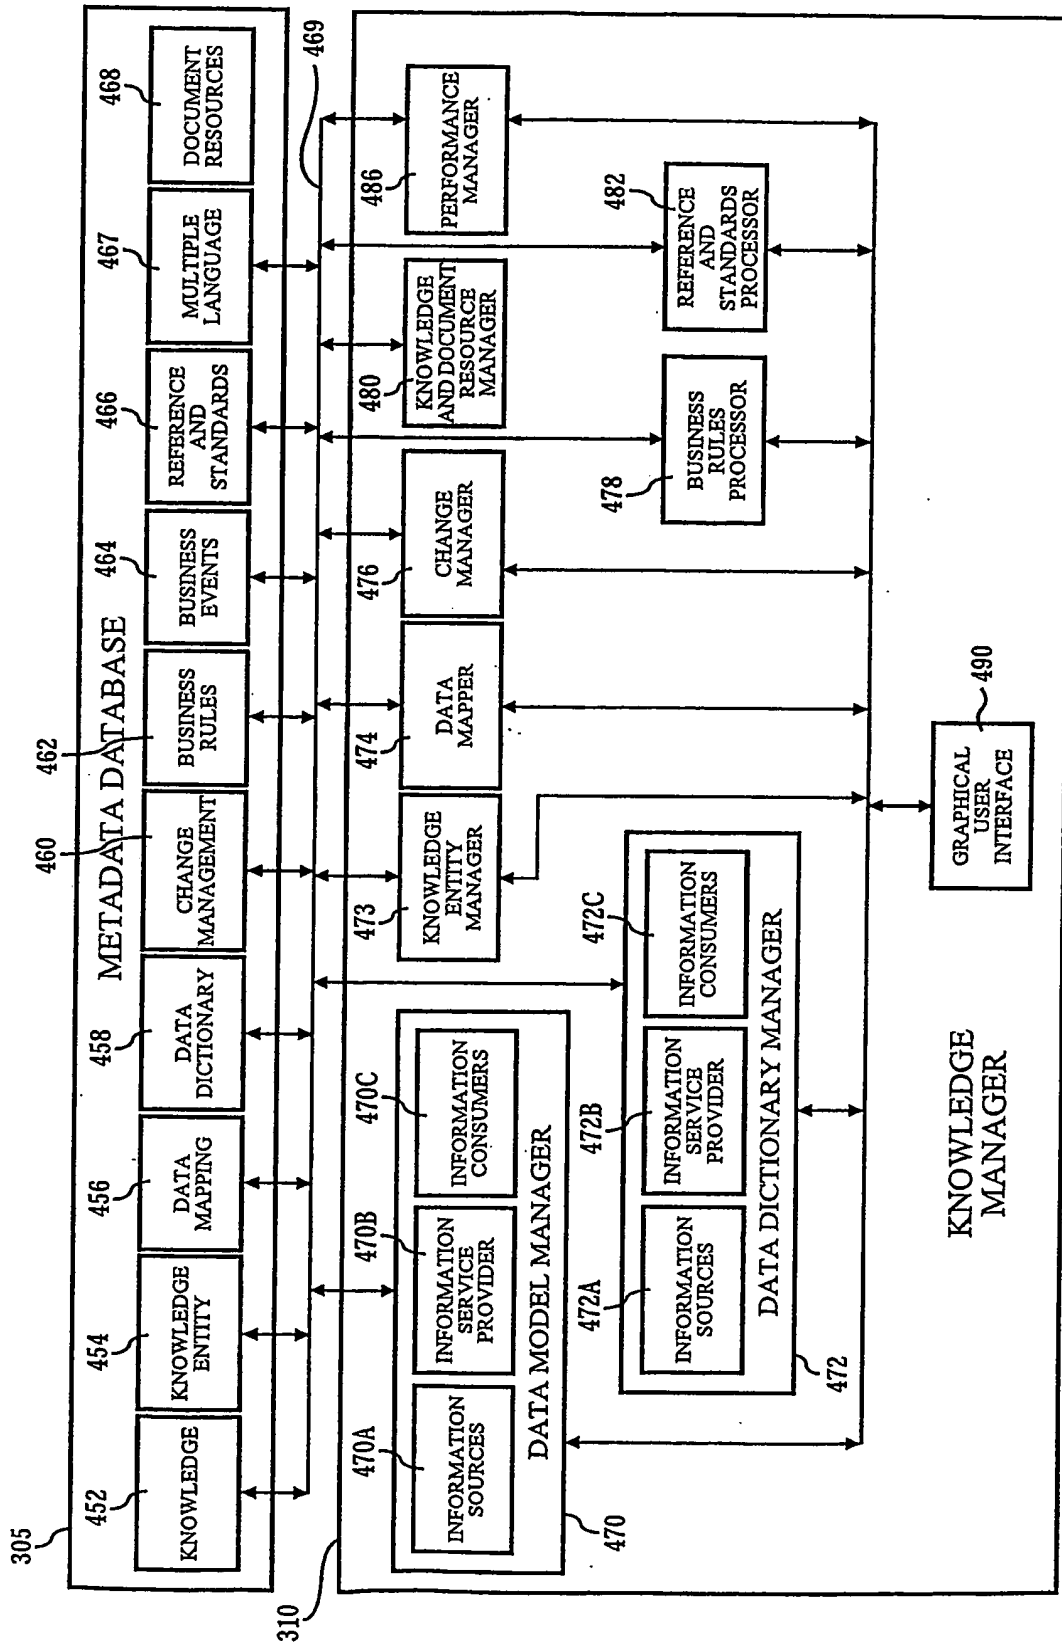 305
METADATA DATABASE
452
KNOWLEDGE
454
KNOWLEDGE
ENTITY
456
DATA
MAPPING
458
DATA
DICTIONARY
460
CHANGE
MANAGEMENT
462
BUSINESS
RULES
464
BUSINESS
EVENTS
466
REFERENCE
AND
STANDARDS
467
MULTIPLE
LANGUAGE
468
DOCUMENT
RESOURCES
469
310
470A
INFORMATION
SOURCES
470B
INFORMATION
SERVICE
PROVIDER
470C
INFORMATION
CONSUMERS
DATA MODEL MANAGER
470
473
KNOWLEDGE
ENTITY
MANAGER
474
DATA
MAPPER
476
CHANGE
MANAGER
480
KNOWLEDGE
AND DOCUMENT
RESOURCE
MANAGER
486
PERFORMANCE
MANAGER
472A
INFORMATION
SOURCES
472B
INFORMATION
SERVICE
PROVIDER
472C
INFORMATION
CONSUMERS
DATA DICTIONARY MANAGER
472
478
BUSINESS
RULES
PROCESSOR
482
REFERENCE
AND
STANDARDS
PROCESSOR
490
GRAPHICAL
USER
INTERFACE
KNOWLEDGE
MANAGER